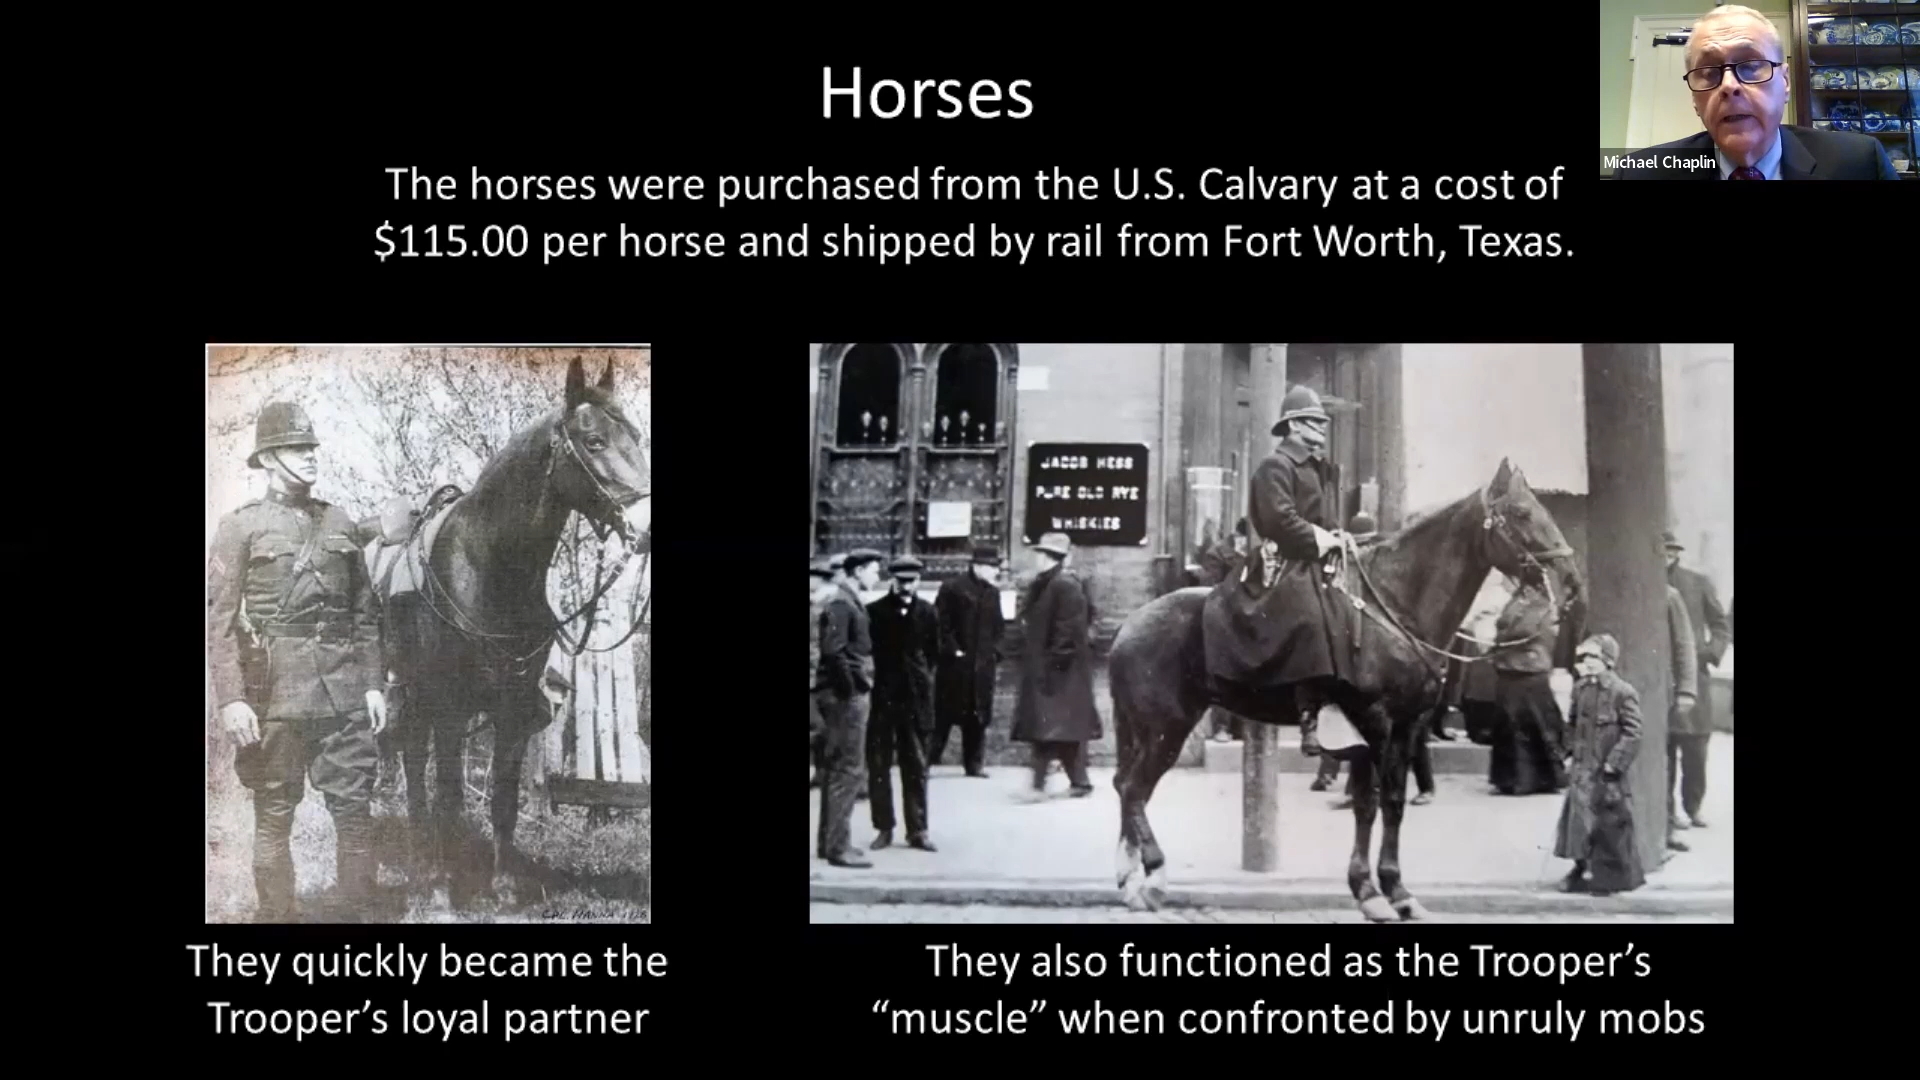 Horses
Michael Chaplin
The horses were purchased from the U.S. Calvary at a cost of
$115.00 per horse and shipped by rail from Fort Worth, Texas.
JACOB HESS
PURE OLD RYE
WHISKIES
CPL. HANNA
They quickly became the
Trooper’s loyal partner
They also functioned as the Trooper’s
“muscle” when confronted by unruly mobs